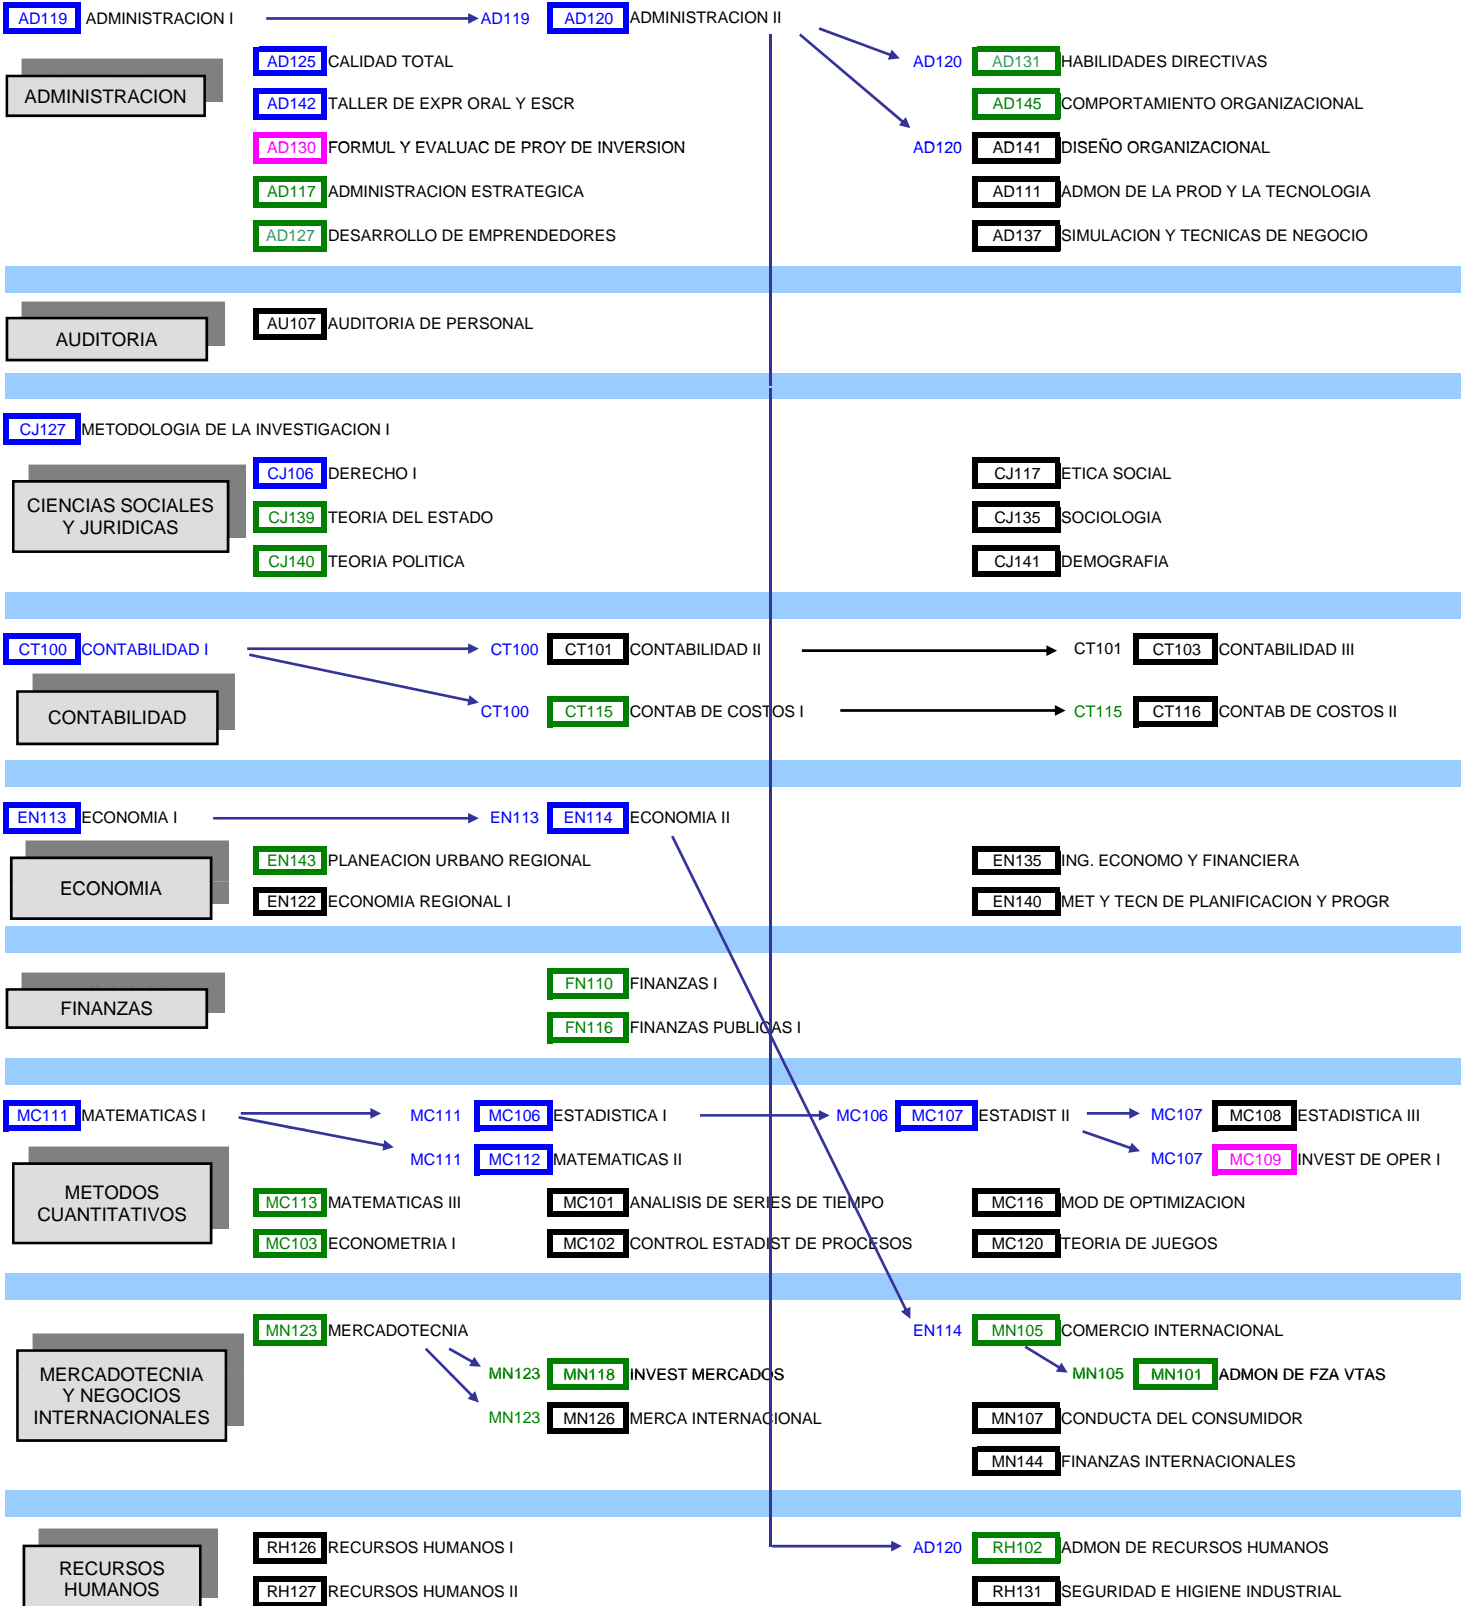 AD119 ADMINISTRACION I AD119 AD120 ADMINISTRACION II
AD125 CALIDAD TOTAL AD120 AD131 HABILIDADES DIRECTIVAS
ADMINISTRACION
AD142 TALLER DE EXPR ORAL Y ESCR AD145 COMPORTAMIENTO ORGANIZACIONAL
AD130 FORMUL Y EVALUAC DE PROY DE INVERSION AD120 AD141 DISEÑO ORGANIZACIONAL
AD117 ADMINISTRACION ESTRATEGICA AD111 ADMON DE LA PROD Y LA TECNOLOGIA
AD127 DESARROLLO DE EMPRENDEDORES AD137 SIMULACION Y TECNICAS DE NEGOCIO
AUDITORIA
AU107 AUDITORIA DE PERSONAL
CJ127 METODOLOGIA DE LA INVESTIGACION I
CJ106 DERECHO I CJ117 ETICA SOCIAL
CIENCIAS SOCIALES
Y JURIDICAS
CJ139 TEORIA DEL ESTADO CJ135 SOCIOLOGIA
CJ140 TEORIA POLITICA CJ141 DEMOGRAFIA
CT100 CONTABILIDAD I CT100 CT101 CONTABILIDAD II CT101 CT103 CONTABILIDAD III
CONTABILIDAD
CT100 CT115 CONTAB DE COSTOS I CT115 CT116 CONTAB DE COSTOS II
EN113 ECONOMIA I EN113 EN114 ECONOMIA II
EN143 PLANEACION URBANO REGIONAL EN135 ING. ECONOMO Y FINANCIERA
ECONOMIA
EN122 ECONOMIA REGIONAL I EN140 MET Y TECN DE PLANIFICACION Y PROGR
FN110 FINANZAS I
FINANZAS
FN116 FINANZAS PUBLICAS I
MC111 MATEMATICAS I MC111 MC106 ESTADISTICA I MC106 MC107 ESTADIST II MC107 MC108 ESTADISTICA III
MC111 MC112 MATEMATICAS II MC107 MC109 INVEST DE OPER I
METODOS
CUANTITATIVOS
MC113 MATEMATICAS III MC101 ANALISIS DE SERIES DE TIEMPO MC116 MOD DE OPTIMIZACION
MC103 ECONOMETRIA I MC102 CONTROL ESTADIST DE PROCESOS MC120 TEORIA DE JUEGOS
MN123 MERCADOTECNIA EN114 MN105 COMERCIO INTERNACIONAL
MERCADOTECNIA
Y NEGOCIOS
INTERNACIONALES
MN123 MN118 INVEST MERCADOS MN105 MN101 ADMON DE FZA VTAS
MN123 MN126 MERCA INTERNACIONAL MN107 CONDUCTA DEL CONSUMIDOR
MN144 FINANZAS INTERNACIONALES
RH126 RECURSOS HUMANOS I AD120 RH102 ADMON DE RECURSOS HUMANOS
RECURSOS
HUMANOS
RH127 RECURSOS HUMANOS II RH131 SEGURIDAD E HIGIENE INDUSTRIAL